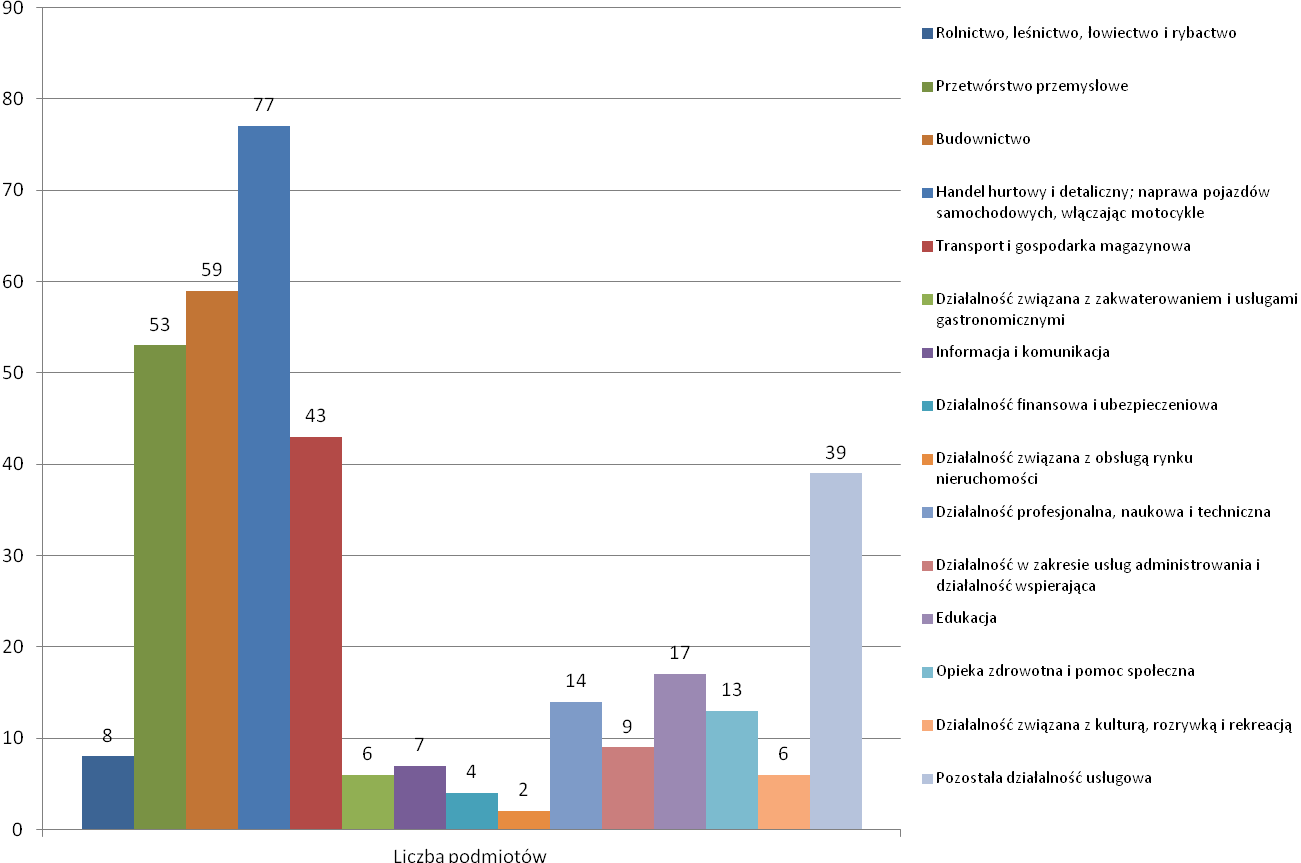 90
80
70
60
50
40
30
20
10
0
8
53
59
77
43
6
7
4
2
14
9
17
13
6
39
Liczba podmiotów
Rolnictwo, leśnictwo, łowiectwo i rybactwo
Przetwórstwo przemysłowe
Budownictwo
Handel hurtowy i detaliczny; naprawa pojazdów
samochodowych, włączając motocykle
Transport i gospodarka magazynowa
Działalność związana z zakwaterowaniem i usługami
gastronomicznymi
Informacja i komunikacja
Działalność finansowa i ubezpieczeniowa
Działalność związana z obsługą rynku
nieruchomości
Działalność profesjonalna, naukowa i techniczna
Działalność w zakresie usług administrowania i
działalność wspierająca
Edukacja
Opieka zdrowotna i pomoc społeczna
Działalność związana z kulturą, rozrywką i rekreacją
Pozostała działalność usługowa